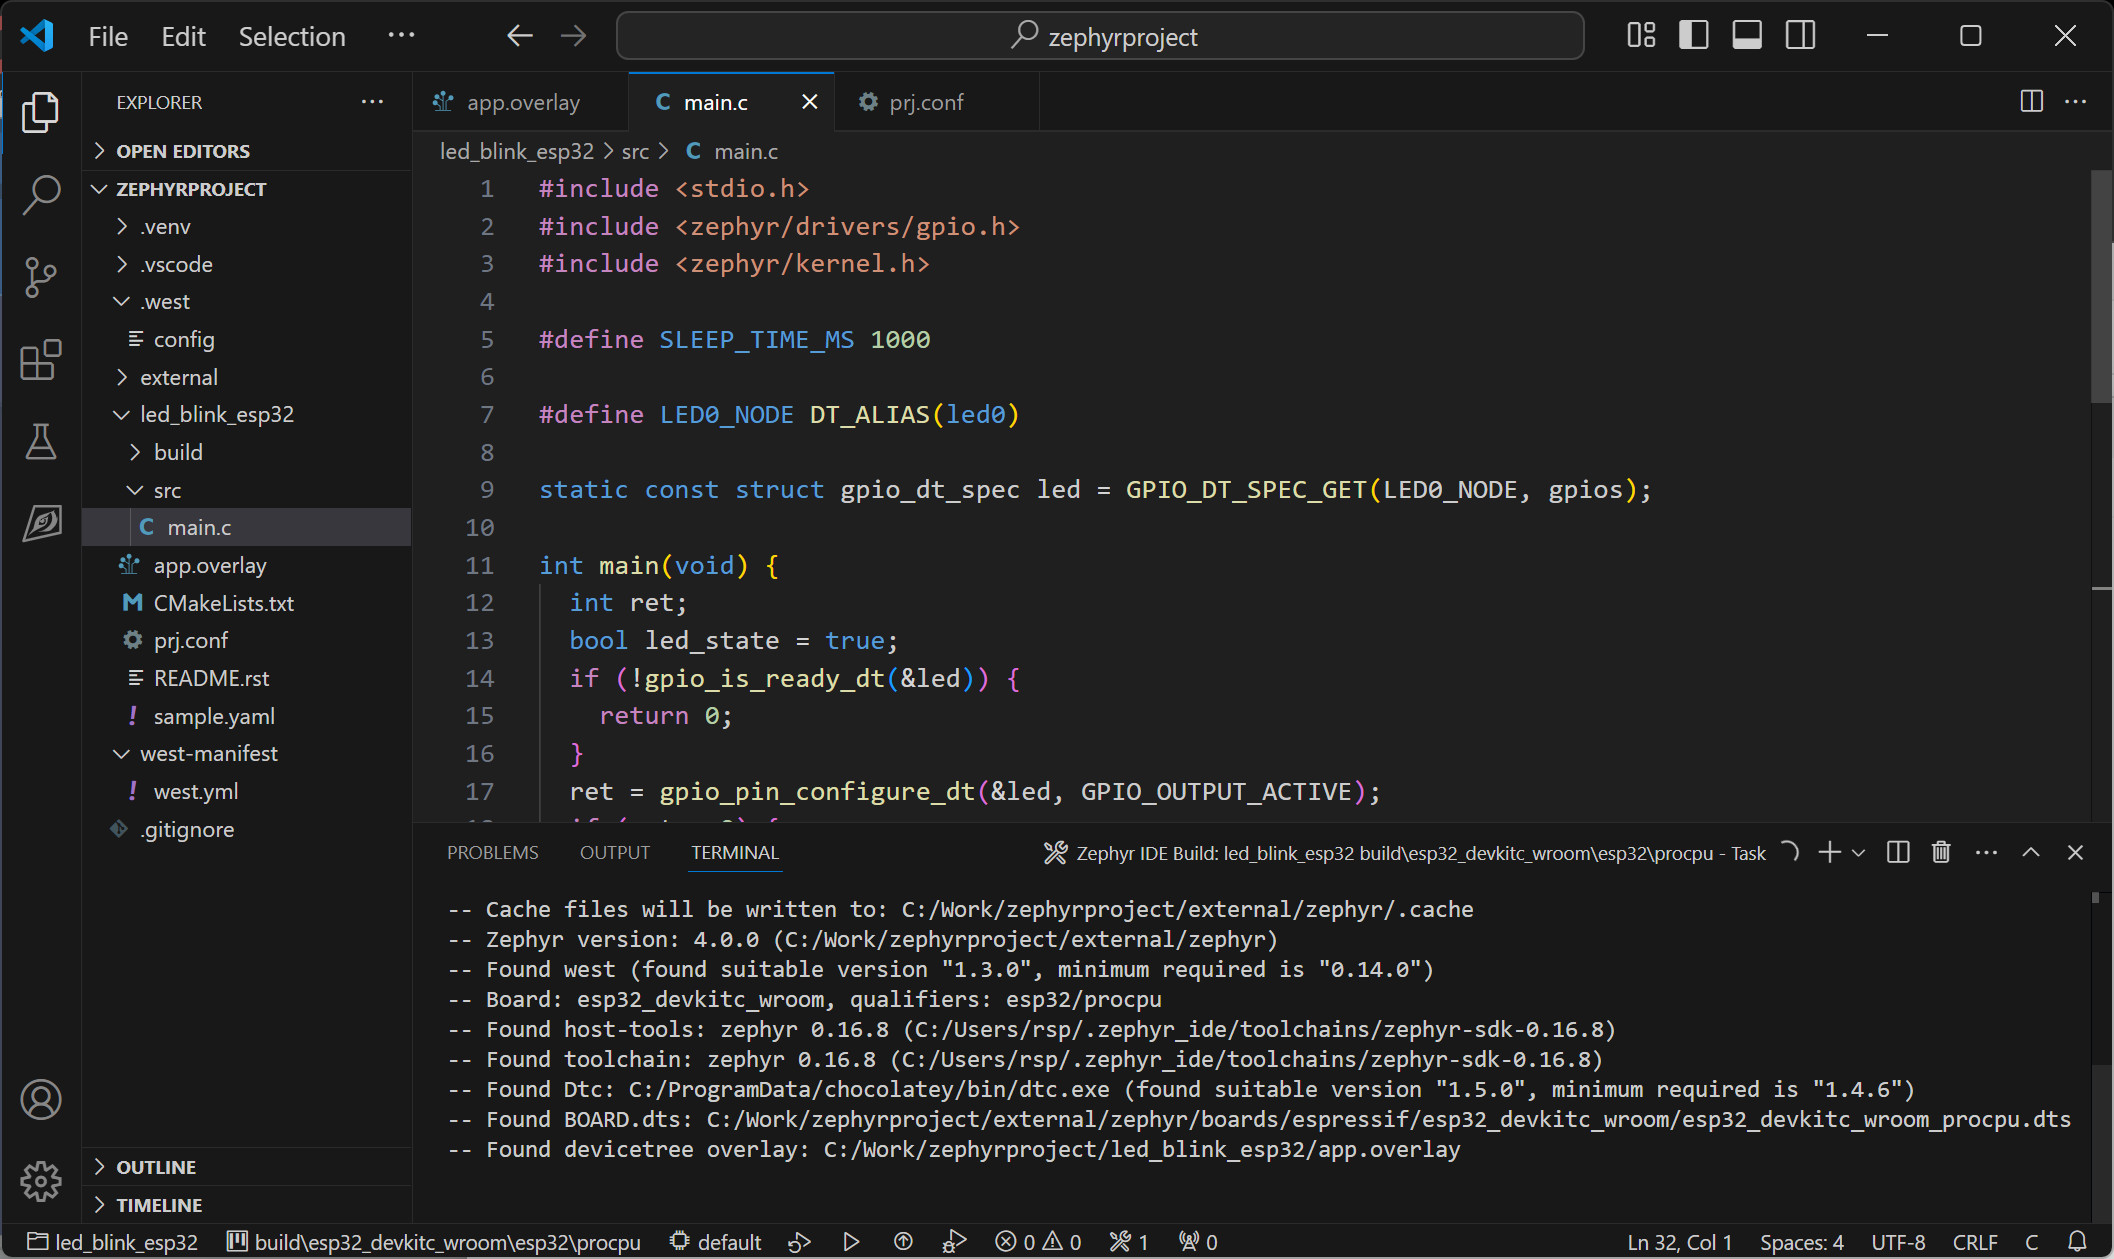 File Edit Selection ··· zephyrproject
EXPLORER ···
OPEN EDITORS
ZEPHYRPROJECT
.venv
.vscode
.west
config
external
led_blink_esp32
build
src
C main.c
app.overlay
M CMakeLists.txt
prj.conf
README.rst
! sample.yaml
west-manifest
! west.yml
.gitignore
OUTLINE
TIMELINE
app.overlay C main.c prj.conf
led_blink_esp32 > src > C main.c
1 #include <stdio.h>
2 #include <zephyr/drivers/gpio.h>
3 #include <zephyr/kernel.h>
4
5 #define SLEEP_TIME_MS 1000
6
7 #define LED0_NODE DT_ALIAS(led0)
8
9 static const struct gpio_dt_spec led = GPIO_DT_SPEC_GET(LED0_NODE, gpios);
10
11 int main(void) {
12 int ret;
13 bool led_state = true;
14 if (!gpio_is_ready_dt(&led)) {
15 return 0;
16 }
17 ret = gpio_pin_configure_dt(&led, GPIO_OUTPUT_ACTIVE);
PROBLEMS OUTPUT TERMINAL Zephyr IDE Build: led_blink_esp32 build\esp32_devkitc_wroom\esp32\procpu - Task
-- Cache files will be written to: C:/Work/zephyrproject/external/zephyr/.cache
-- Zephyr version: 4.0.0 (C:/Work/zephyrproject/external/zephyr)
-- Found west (found suitable version "1.3.0", minimum required is "0.14.0")
-- Board: esp32_devkitc_wroom, qualifiers: esp32/procpu
-- Found host-tools: zephyr 0.16.8 (C:/Users/rsp/.zephyr_ide/toolchains/zephyr-sdk-0.16.8)
-- Found toolchain: zephyr 0.16.8 (C:/Users/rsp/.zephyr_ide/toolchains/zephyr-sdk-0.16.8)
-- Found Dtc: C:/ProgramData/chocolatey/bin/dtc.exe (found suitable version "1.5.0", minimum required is "1.4.6")
-- Found BOARD.dts: C:/Work/zephyrproject/external/zephyr/boards/espressif/esp32_devkitc_wroom/esp32_devkitc_wroom_procpu.dts
-- Found devicetree overlay: C:/Work/zephyrproject/led_blink_esp32/app.overlay
led_blink_esp32 build\esp32_devkitc_wroom\esp32\procpu default 0 0 1 0 Ln 32, Col 1 Spaces: 4 UTF-8 CRLF C